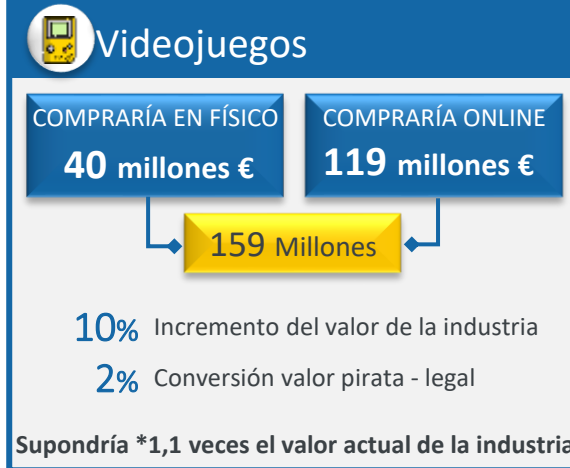 Videojuegos
COMPRARÍA EN FÍSICO
40 millones €
COMPRARÍA ONLINE
119 millones €
159 Millones
10% Incremento del valor de la industria
2% Conversión valor pirata - legal
Supondría *1,1 veces el valor actual de la industria